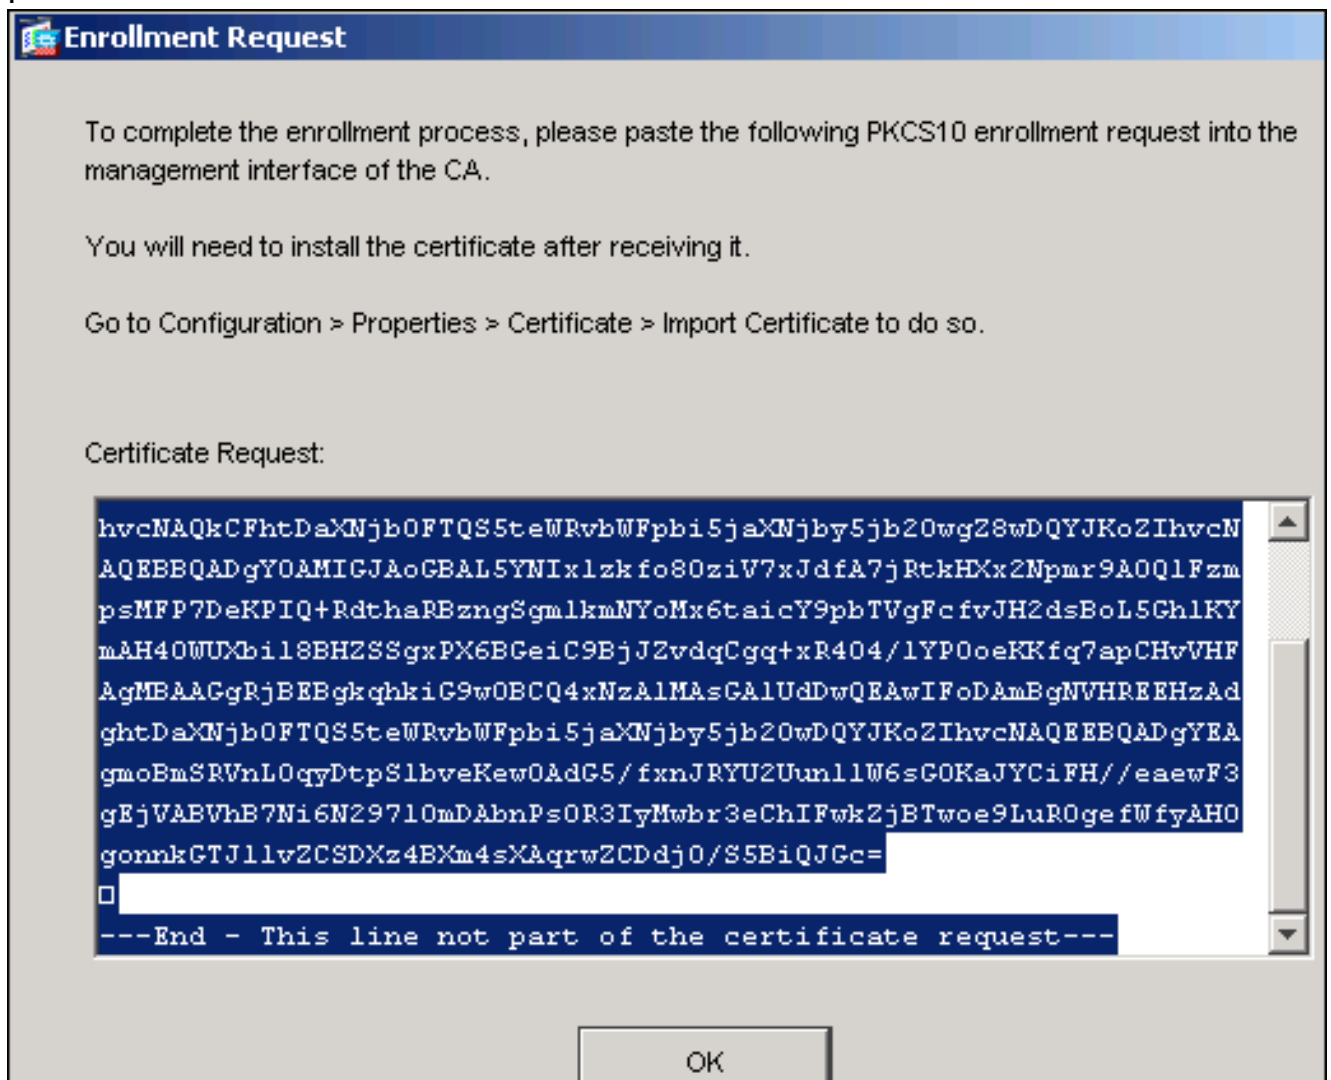 Enrollment Request
To complete the enrollment process, please paste the following PKCS10 enrollment request into the
management interface of the CA.
You will need to install the certificate after receiving it.
Go to Configuration > Properties > Certificate > Import Certificate to do so.
Certificate Request:
hvcNAQkCFhtDaXNjb0FTQS5teWRvbWFpbi5jaXNjby5jb20wgZ8wDQYJKoZIhvcN
AQEBBQADgY0AMIGJAoGBAL5YNIxlzkfo80ziV7xJdfA7jRtkHXx2Npmr9A0QlFzm
psMFP7DeKPIQ+RdthaRBzngSgmlkmNYoMx6taicY9pbTVgFcfvJH2dsBoL5GhlKY
mAH40WUXbil8BHZSSgxPX6BGeiC9BjJZvdqCgq+xR404/lYP0oeKKfq7apCHvVHF
AgMBAAGgRjBEBgkqhkiG9w0BCQ4xNzA1MAsGA1UdDwQEAwIFoDAmBgNVHREEHzAd
ghtDaXNjb0FTQS5teWRvbWFpbi5jaXNjby5jb20wDQYJKoZIhvcNAQEEBQADgYEA
gmoBmSRVnL0qyDtpSlbveKew0AdG5/fxnJRYU2UunllW6sG0KaJYCiFH//eaewF3
gEjVABVhB7Ni6N297l0mDAbnPs0R3IyMwbr3eChIFwkZjBTwoe9LuR0gefWfyAH0
gonnkGTJllvZCSDXz4BXm4sXAqrwZCDdj0/S5BiQJGc=
---End - This line not part of the certificate request---
OK